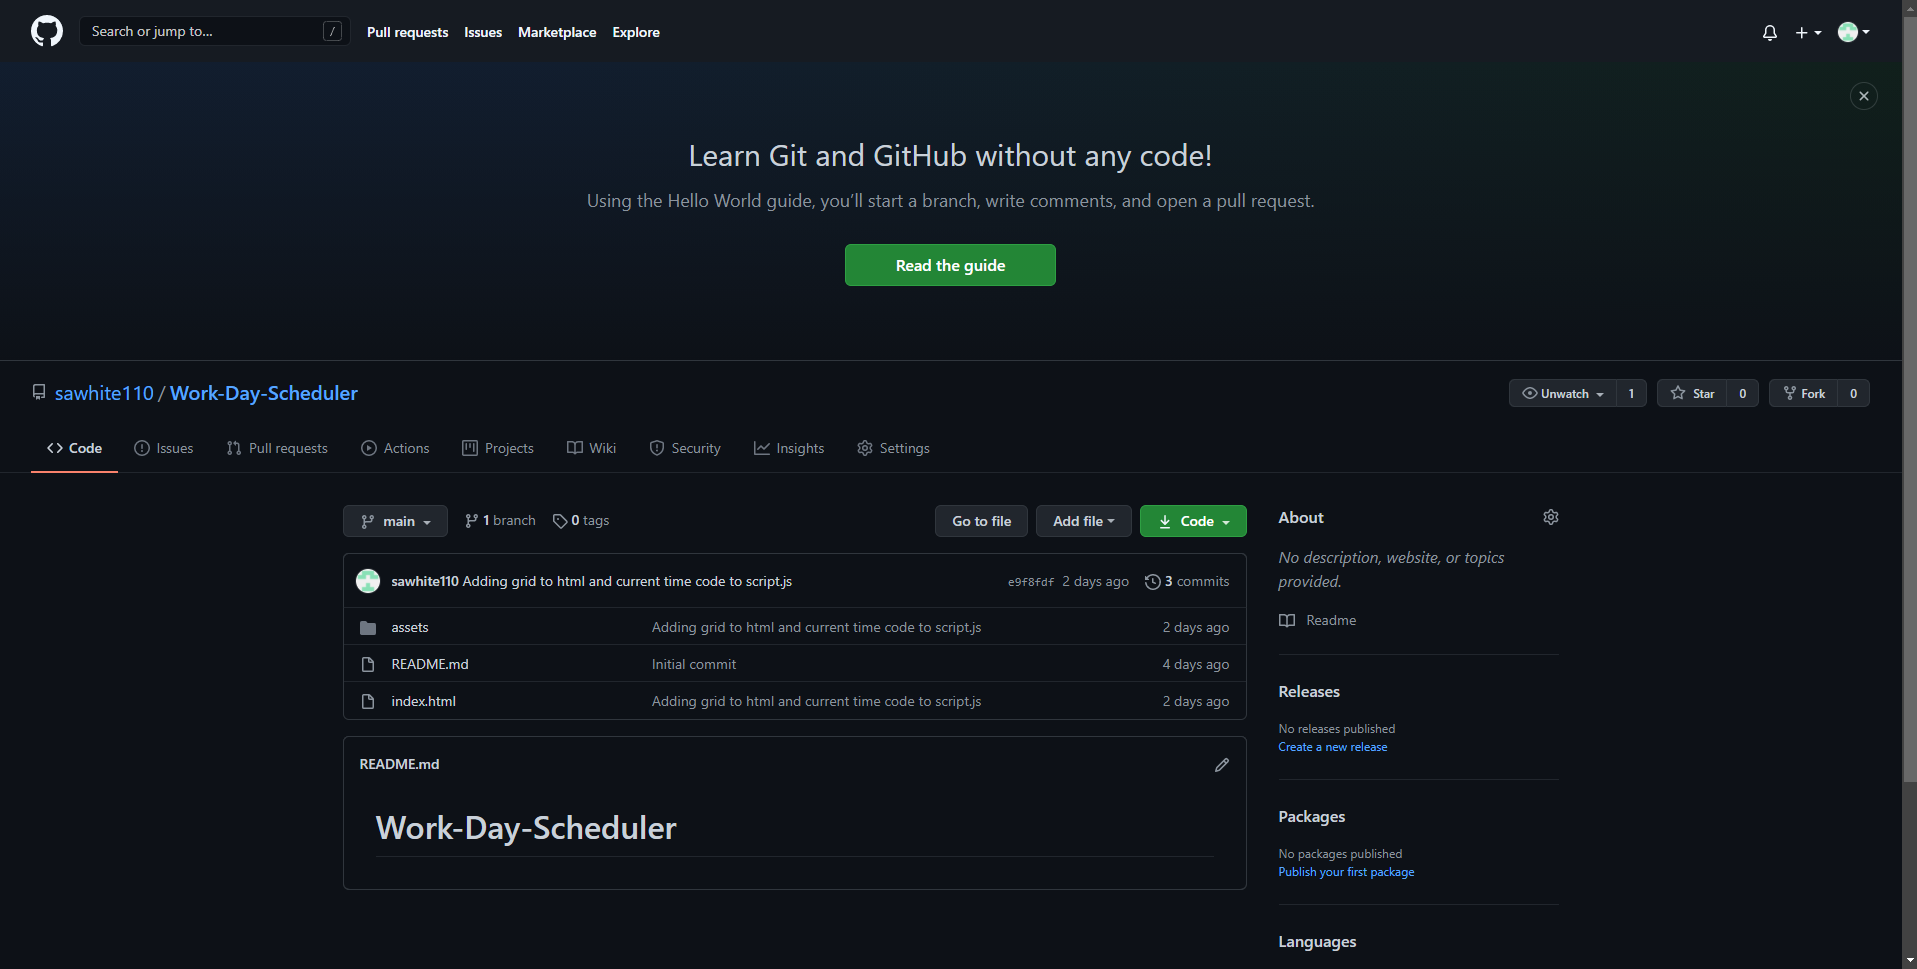 Search or jump to... /
Pull requests Issues Marketplace Explore
Learn Git and GitHub without any code!
Using the Hello World guide, you’ll start a branch, write comments, and open a pull request.
Read the guide
sawhite110 / Work-Day-Scheduler
Unwatch 1 Star 0 Fork 0
Code Issues Pull requests Actions Projects Wiki Security Insights Settings
main 1 branch 0 tags
Go to file Add file Code
sawhite110 Adding grid to html and current time code to script.js e9f8fdf 2 days ago 3 commits
assets Adding grid to html and current time code to script.js 2 days ago
README.md Initial commit 4 days ago
index.html Adding grid to html and current time code to script.js 2 days ago
README.md
Work-Day-Scheduler
About
No description, website, or topics
provided.
Readme
Releases
No releases published
Create a new release
Packages
No packages published
Publish your first package
Languages